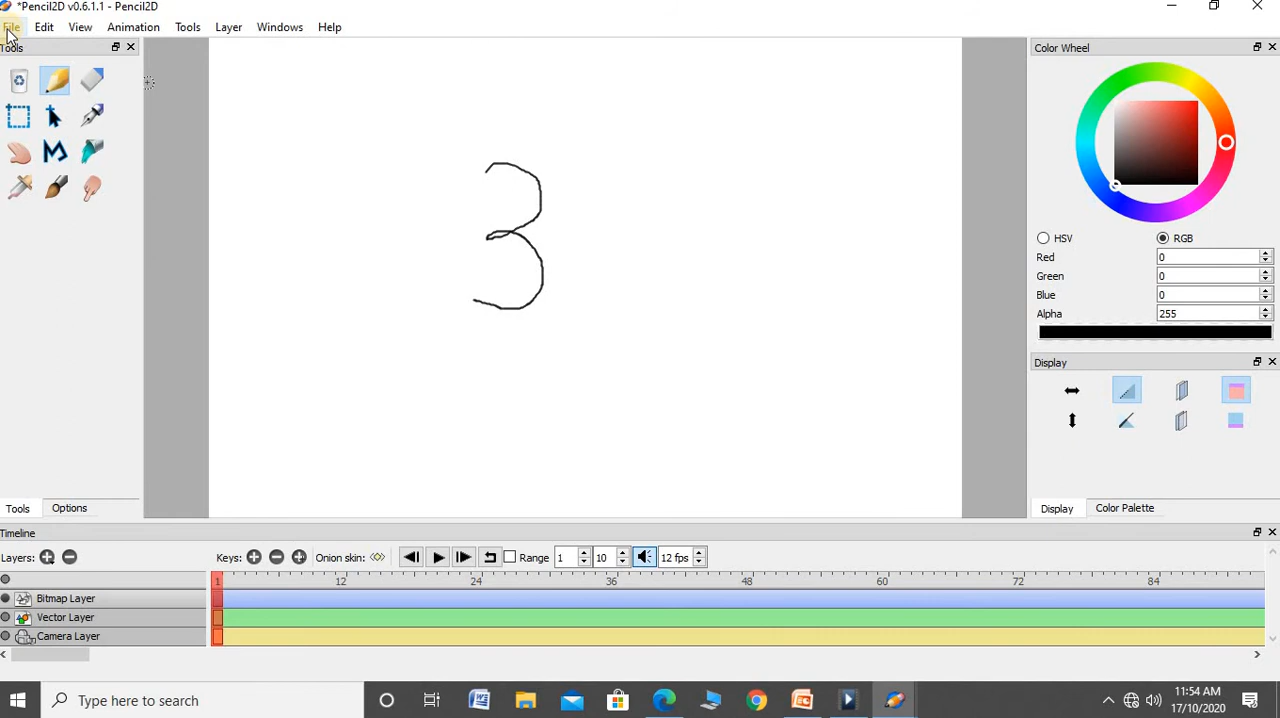 *Pencil2D v0.6.1.1 - Pencil2D
File Edit View Animation Tools Layer Windows Help
Tools
Color Wheel
3
HSV RGB
Red 0
Green 0
Blue 0
Alpha 255
Display
Tools Options
Display Color Palette
Timeline
Layers: Keys: Onion skin: Range 1 10 12 fps
1 12 24 36 48 60 72 84
Bitmap Layer
Vector Layer
Camera Layer
Type here to search
11:54 AM
17/10/2020